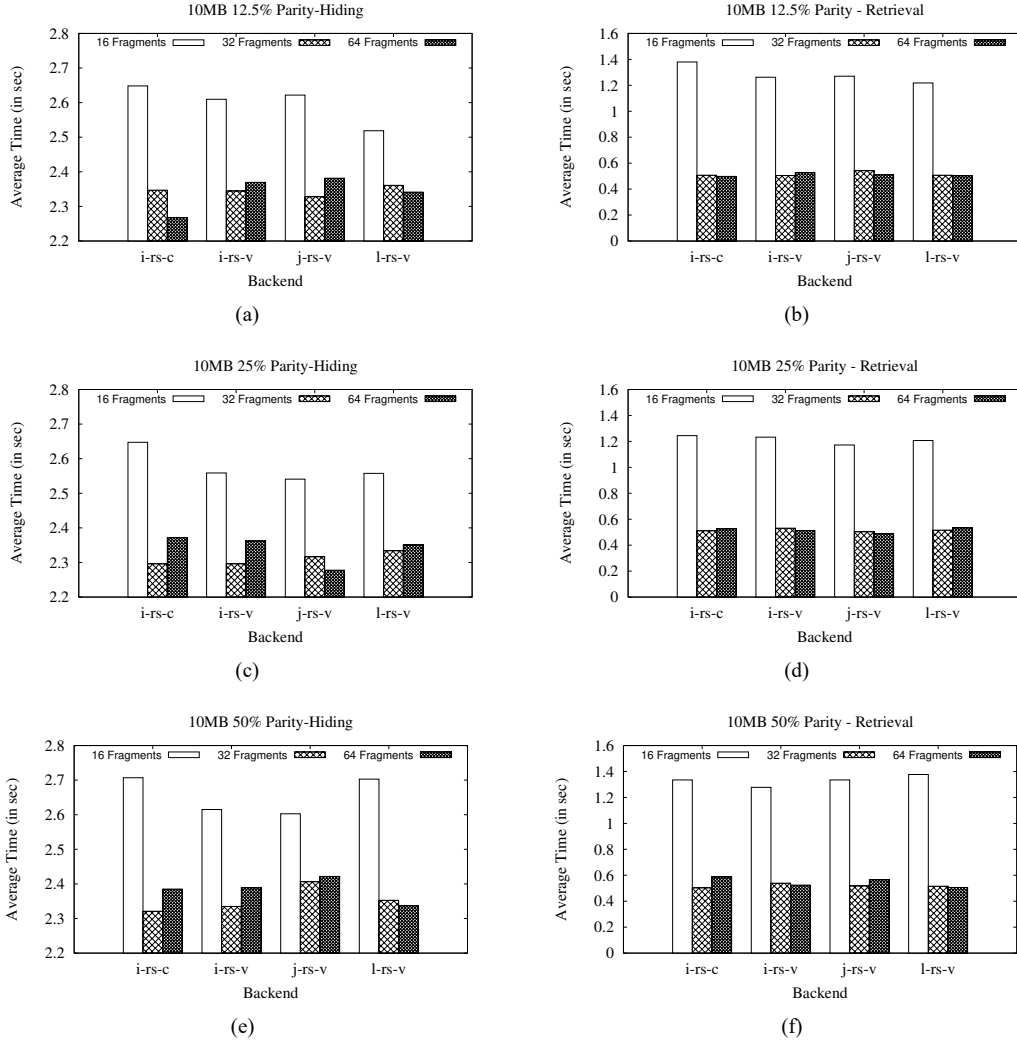 10MB 12.5% Parity-Hiding
2.8
16 Fragments 32 Fragments 64 Fragments
2.7
2.6
2.5
2.4
2.3
2.2
Average Time (in sec)
i-rs-c i-rs-v j-rs-v l-rs-v
Backend
(a)
10MB 12.5% Parity - Retrieval
1.6
16 Fragments 32 Fragments 64 Fragments
1.4
1.2
1
0.8
0.6
0.4
0.2
0
Average Time (in sec)
i-rs-c i-rs-v j-rs-v l-rs-v
Backend
(b)
10MB 25% Parity-Hiding
2.8
16 Fragments 32 Fragments 64 Fragments
2.7
2.6
2.5
2.4
2.3
2.2
Average Time (in sec)
i-rs-c i-rs-v j-rs-v l-rs-v
Backend
(c)
10MB 25% Parity - Retrieval
1.6
16 Fragments 32 Fragments 64 Fragments
1.4
1.2
1
0.8
0.6
0.4
0.2
0
Average Time (in sec)
i-rs-c i-rs-v j-rs-v l-rs-v
Backend
(d)
10MB 50% Parity-Hiding
2.8
16 Fragments 32 Fragments 64 Fragments
2.7
2.6
2.5
2.4
2.3
2.2
Average Time (in sec)
i-rs-c i-rs-v j-rs-v l-rs-v
Backend
(e)
10MB 50% Parity - Retrieval
1.6
16 Fragments 32 Fragments 64 Fragments
1.4
1.2
1
0.8
0.6
0.4
0.2
0
Average Time (in sec)
i-rs-c i-rs-v j-rs-v l-rs-v
Backend
(f)